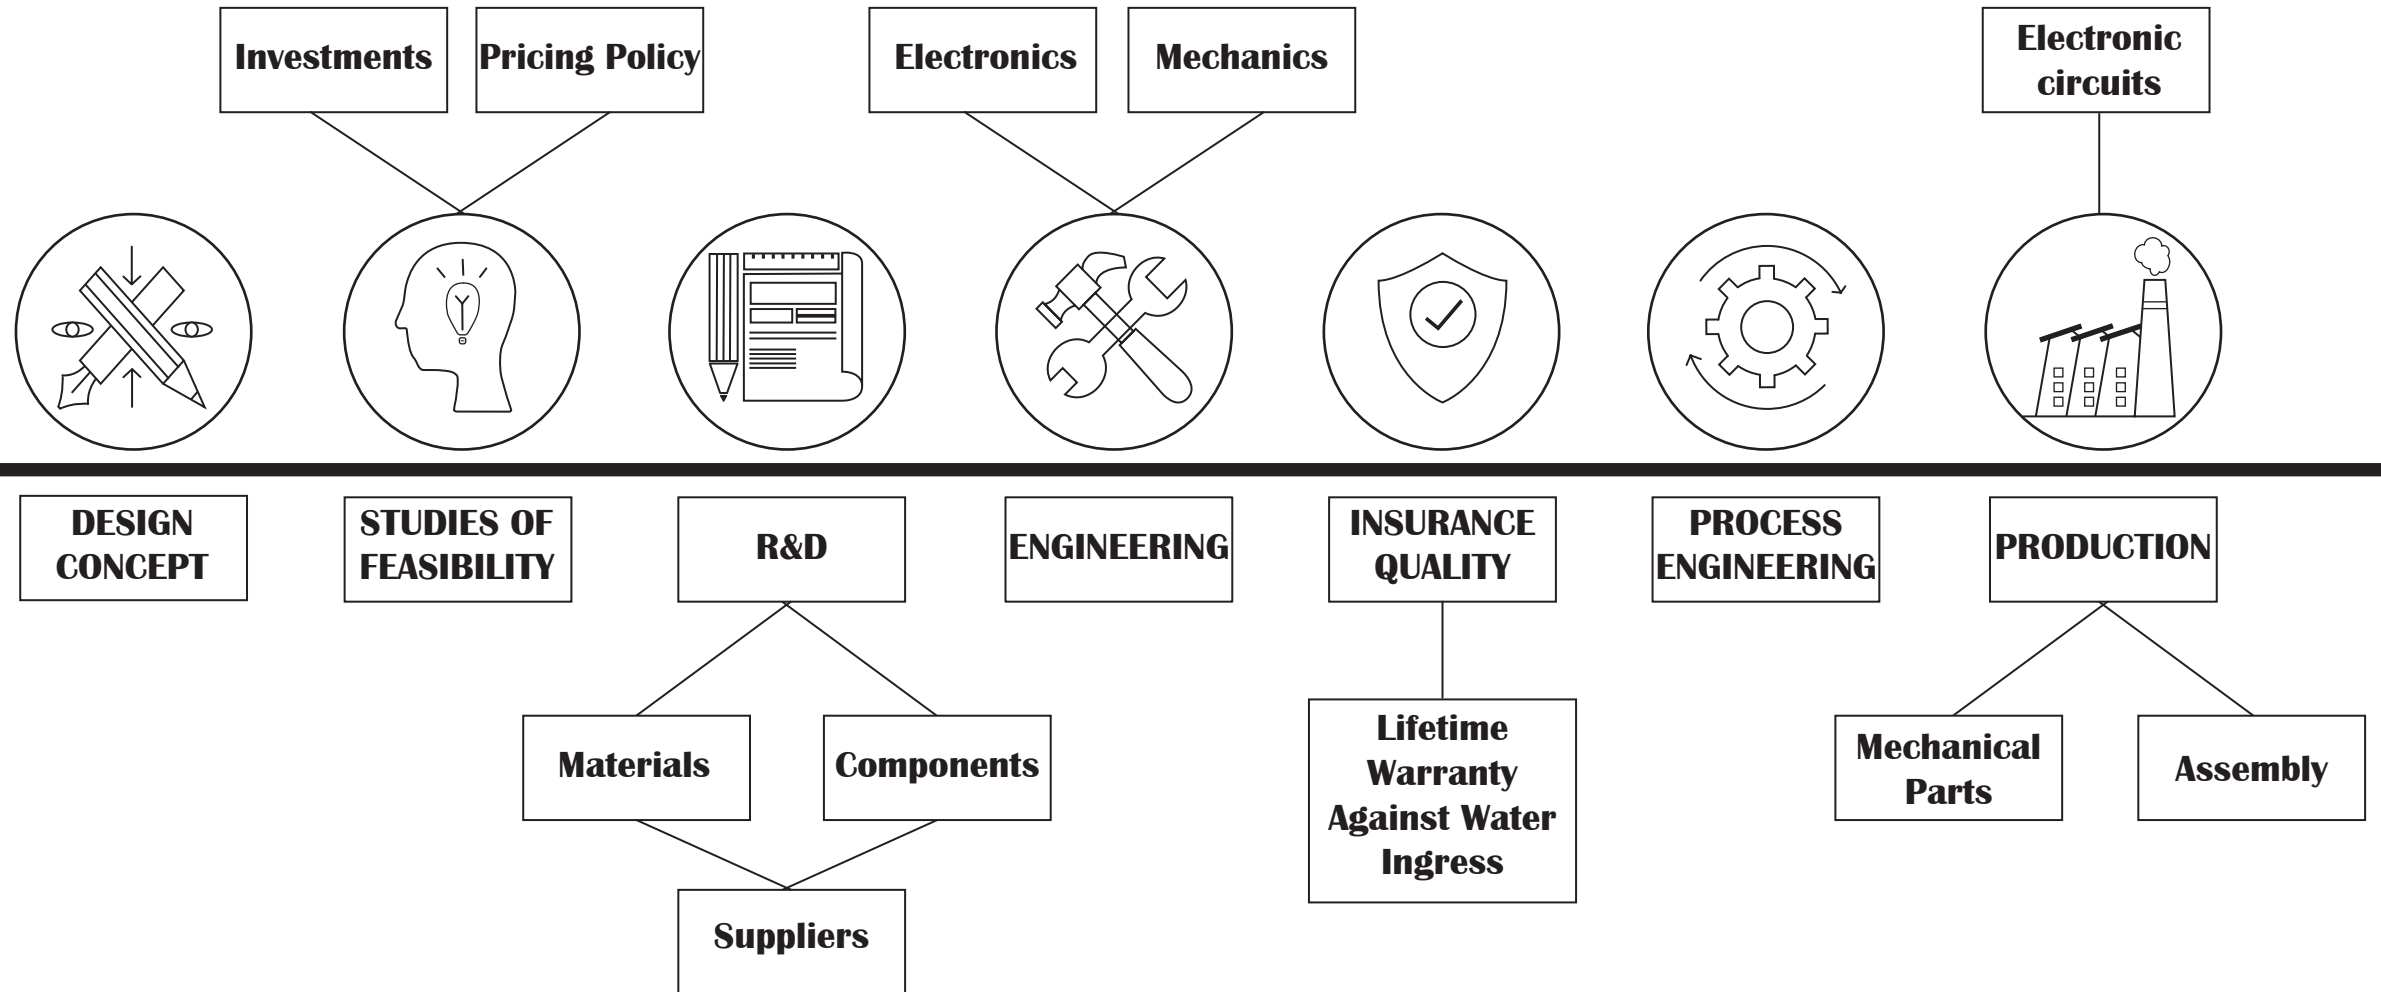 Investments
Pricing Policy
Electronics
Mechanics
Electronic
circuits
DESIGN
CONCEPT
STUDIES OF
FEASIBILITY
R&D
ENGINEERING
INSURANCE
QUALITY
PROCESS
ENGINEERING
PRODUCTION
Materials
Components
Lifetime
Warranty
Against Water
Ingress
Mechanical
Parts
Assembly
Suppliers